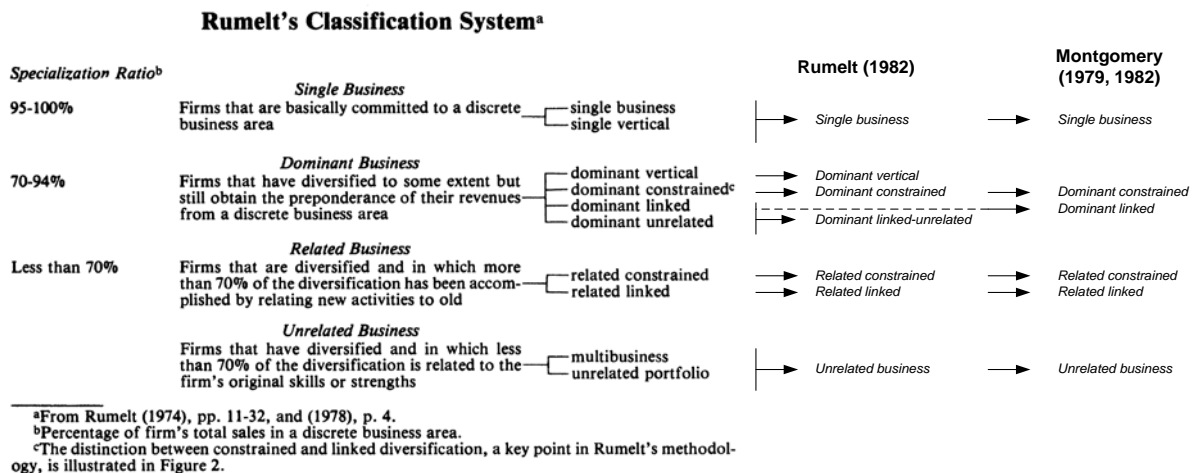 Rumelt's Classification Systemᵃ
Specialization Ratioᵇ
Rumelt (1982)
Montgomery
(1979, 1982)
Single Business
95-100%
Firms that are basically committed to a discrete
business area
single business
single vertical
Single business
Single business
Dominant Business
70-94%
Firms that have diversified to some extent but
still obtain the preponderance of their revenues
from a discrete business area
dominant vertical
dominant constrainedᶜ
dominant linked
dominant unrelated
Dominant vertical
Dominant constrained
Dominant linked-unrelated
Dominant constrained
Dominant linked
Related Business
Less than 70%
Firms that are diversified and in which more
than 70% of the diversification has been accom-
plished by relating new activities to old
related constrained
related linked
Related constrained
Related linked
Related constrained
Related linked
Unrelated Business
Firms that have diversified and in which less
than 70% of the diversification is related to the
firm's original skills or strengths
multibusiness
unrelated portfolio
Unrelated business
Unrelated business
ᵃFrom Rumelt (1974), pp. 11-32, and (1978), p. 4.
ᵇPercentage of firm's total sales in a discrete business area.
ᶜThe distinction between constrained and linked diversification, a key point in Rumelt's methodol-
ogy, is illustrated in Figure 2.